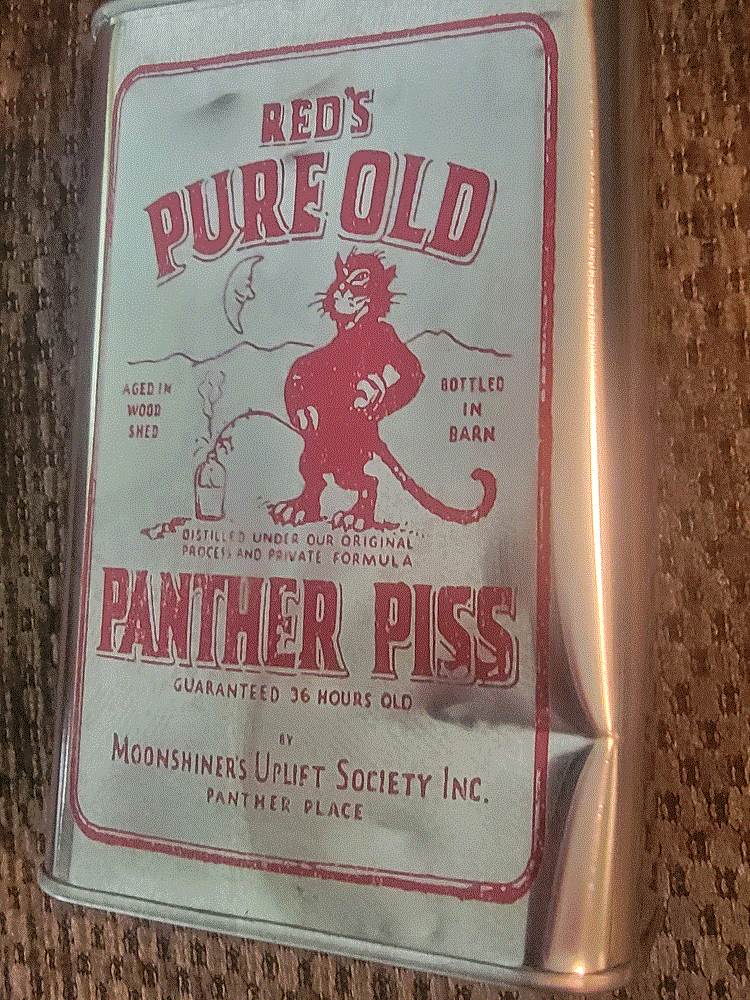 RED'S
PURE OLD
AGED IN
WOOD
SHED
BOTTLED
IN
BARN
DISTILLED UNDER OUR ORIGINAL
PROCESS AND PRIVATE FORMULA
PANTHER PISS
GUARANTEED 36 HOURS OLD
BY
MOONSHINER'S UPLIFT SOCIETY INC.
PANTHER PLACE